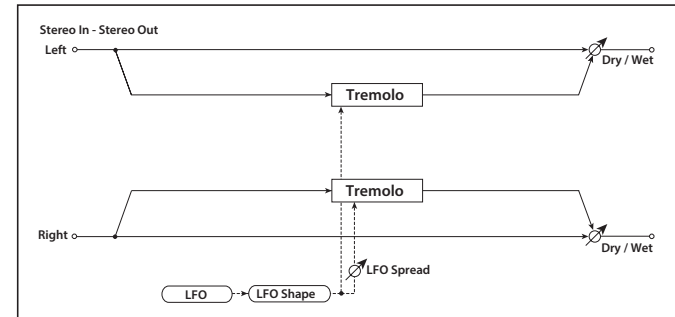 Stereo In - Stereo Out
Left
Dry / Wet
Tremolo
Tremolo
Right
Dry / Wet
LFO Spread
LFO
LFO Shape